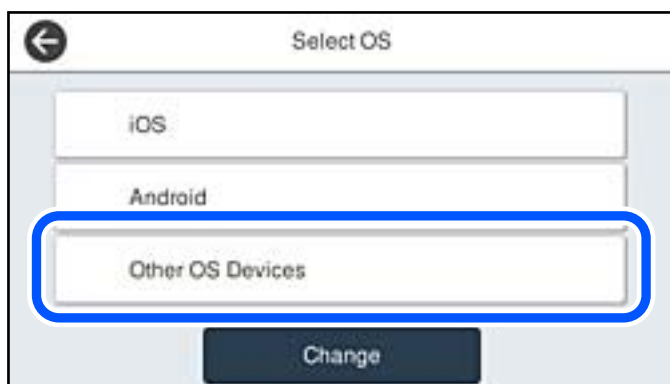 Select OS
iOS
Android
Other OS Devices
Change